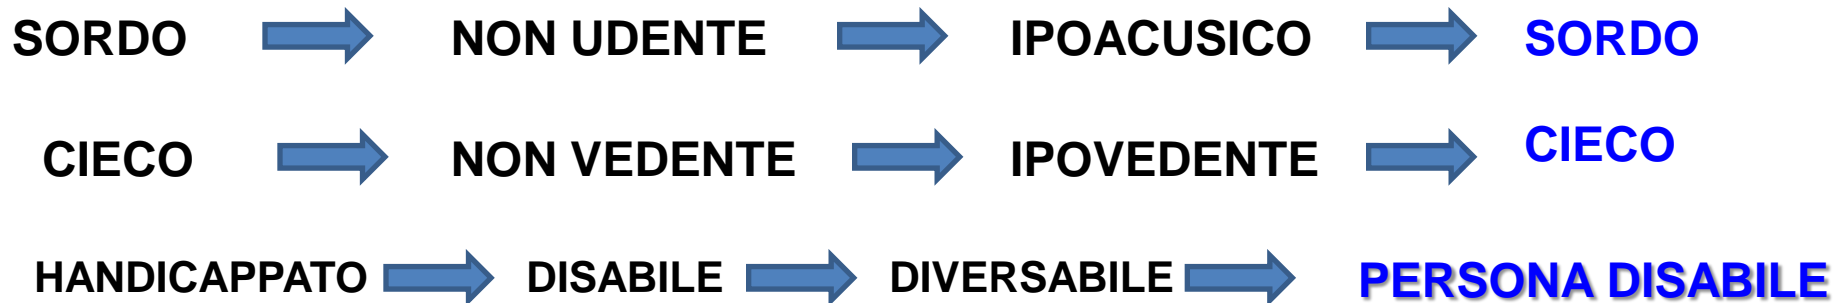 SORDO NON UDENTE IPOACUSICO SORDO
CIECO NON VEDENTE IPOVEDENTE CIECO
HANDICAPPATO DISABILE DIVERSABILE PERSONA DISABILE